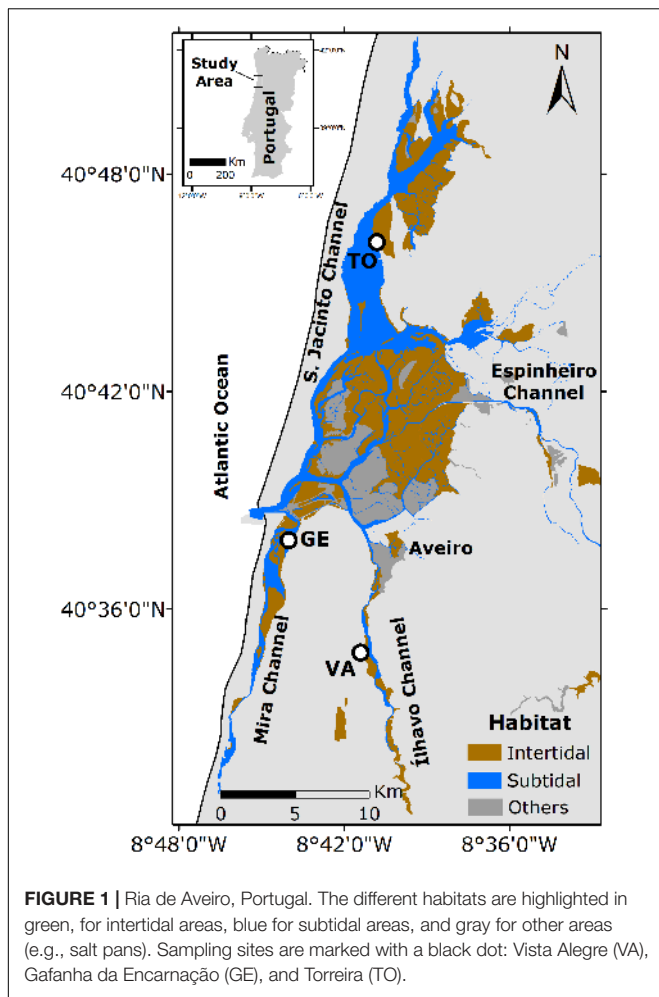 Study
Area
Portugal
Km
0 200
N
40°48'0"N
TO
S. Jacinto Channel
40°42'0"N
Espinheiro
Channel
Atlantic Ocean
GE
Aveiro
40°36'0"N
VA
Mira Channel
Ílhavo Channel
Habitat
Intertidal
Subtidal
Others
Km
0 5 10
8°48'0"W 8°42'0"W 8°36'0"W
FIGURE 1 | Ria de Aveiro, Portugal. The different habitats are highlighted in
green, for intertidal areas, blue for subtidal areas, and gray for other areas
(e.g., salt pans). Sampling sites are marked with a black dot: Vista Alegre (VA),
Gafanha da Encarnação (GE), and Torreira (TO).